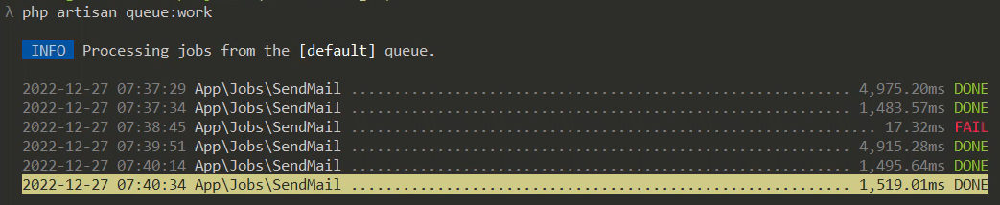 λ php artisan queue:work
INFO Processing jobs from the [default] queue.
2022-12-27 07:37:29 App\Jobs\SendMail .......................................................... 4,975.20ms DONE
2022-12-27 07:37:34 App\Jobs\SendMail .......................................................... 1,483.57ms DONE
2022-12-27 07:38:45 App\Jobs\SendMail ............................................................. 17.32ms FAIL
2022-12-27 07:39:51 App\Jobs\SendMail .......................................................... 4,915.28ms DONE
2022-12-27 07:40:14 App\Jobs\SendMail .......................................................... 1,495.64ms DONE
2022-12-27 07:40:34 App\Jobs\SendMail .......................................................... 1,519.01ms DONE